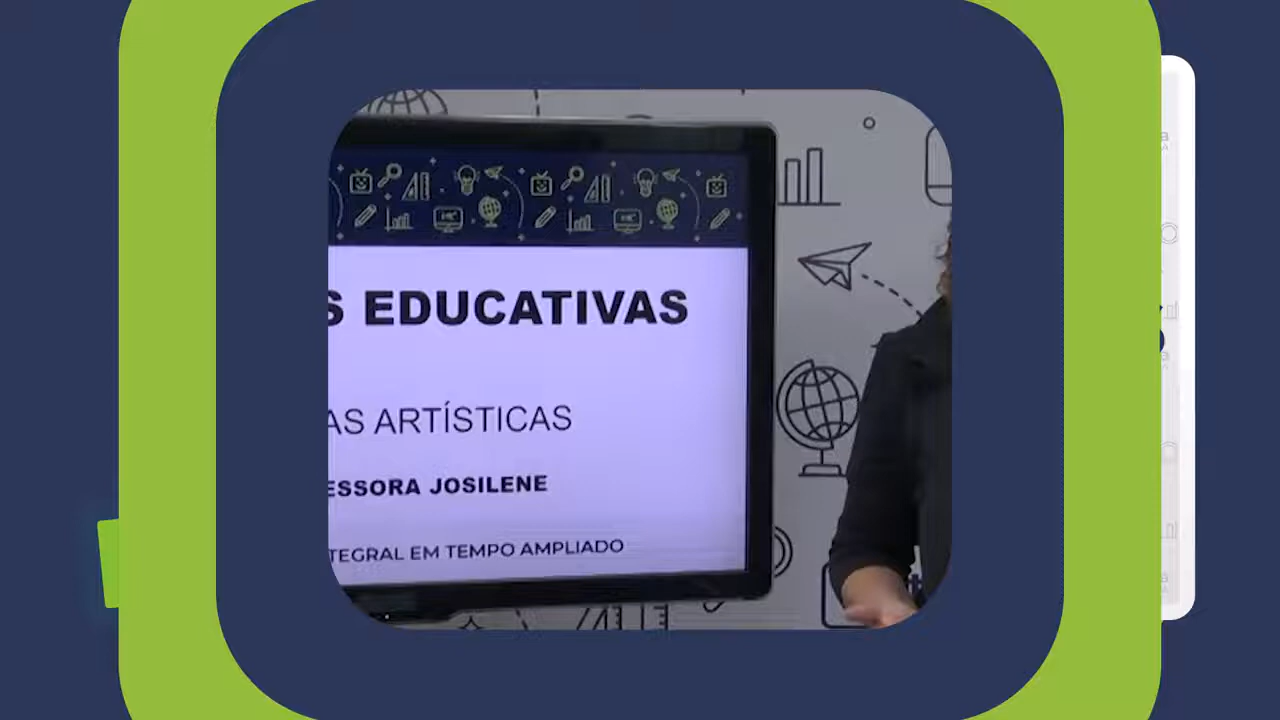 S EDUCATIVAS
AS ARTÍSTICAS
ESSORA JOSILENE
TEGRAL EM TEMPO AMPLIADO